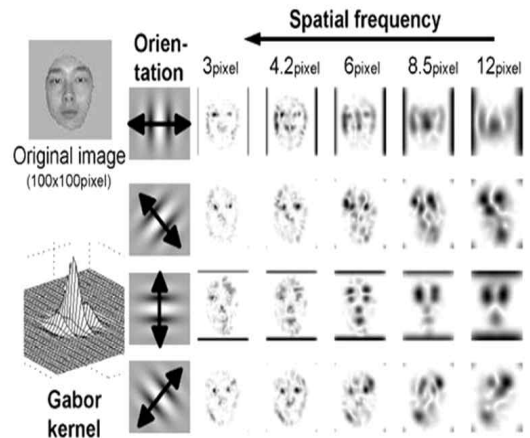 Spatial frequency
Orien-
tation
3pixel
4.2pixel
6pixel
8.5pixel
12pixel
Original image
(100x100pixel)
Gabor
kernel